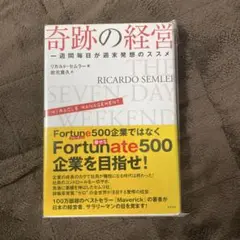 奇跡の経営
一週間毎日が週末発想のススメ
リカルド・セムラー 著
岩元貴久 訳
RICARDO SEMLER
THE
SEVEN-DAY
WEEKEND
MIRACLE MANAGEMENT
Fortune500企業ではなく
Fortunate500
企業を目指せ!
100万部超のベストセラー『Maverick』の著者が
日本の経営者、サラリーマンの目を覚ます!